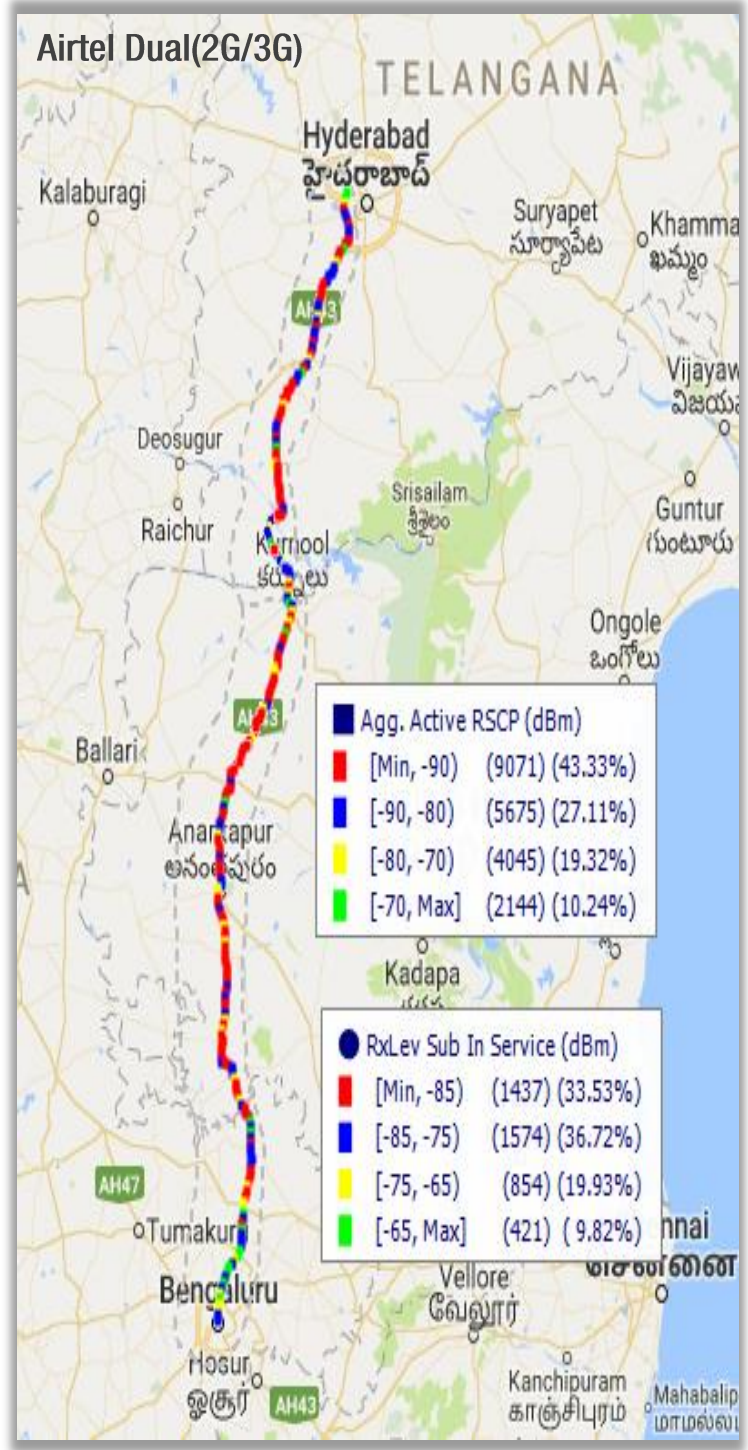 Airtel Dual(2G/3G)
TELANGANA
Hyderabad
హైదరాబాద్
Kalaburagi
Suryapet
సూర్యాపేట
Khamma
ఖమ్మం
Vijayaw
విజయవ
Deosugur
Raichur
Srisailam
శ్రీశైలం
Guntur
గుంటూరు
Kurnool
కర్నూలు
Ongole
ఒంగోలు
Ballari
Anantapur
అనంతపురం
Agg. Active RSCP (dBm)
[Min, -90) (9071) (43.33%)
[-90, -80) (5675) (27.11%)
[-80, -70) (4045) (19.32%)
[-70, Max] (2144) (10.24%)
Kadapa
RxLev Sub In Service (dBm)
[Min, -85) (1437) (33.53%)
[-85, -75) (1574) (36.72%)
[-75, -65) (854) (19.93%)
[-65, Max] (421) ( 9.82%)
AH47
Tumakuru
nnai
சென்னை
Bengaluru
Vellore
வேலூர்
Hosur
ஓசூர்
AH43
Kanchipuram
காஞ்சிபுரம்
Mahabalip